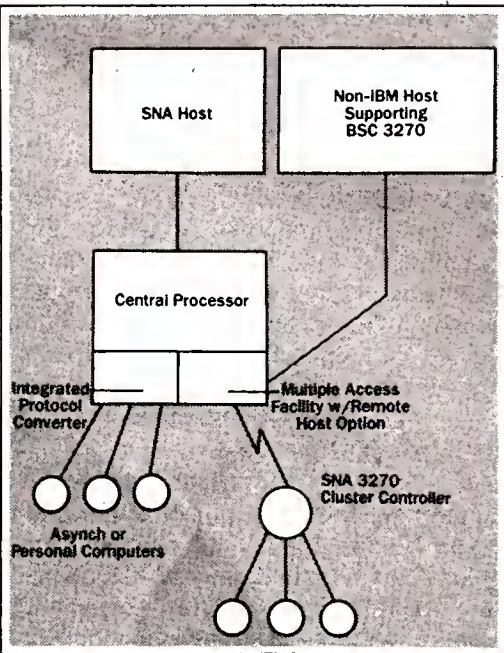 SNA Host
Non-IBM Host
Supporting
BSC 3270
Central Processor
Integrated
Protocol
Converter
Multiple Access
Facility w/Remote
Host Option
SNA 3270
Cluster Controller
Asynch or
Personal Computers